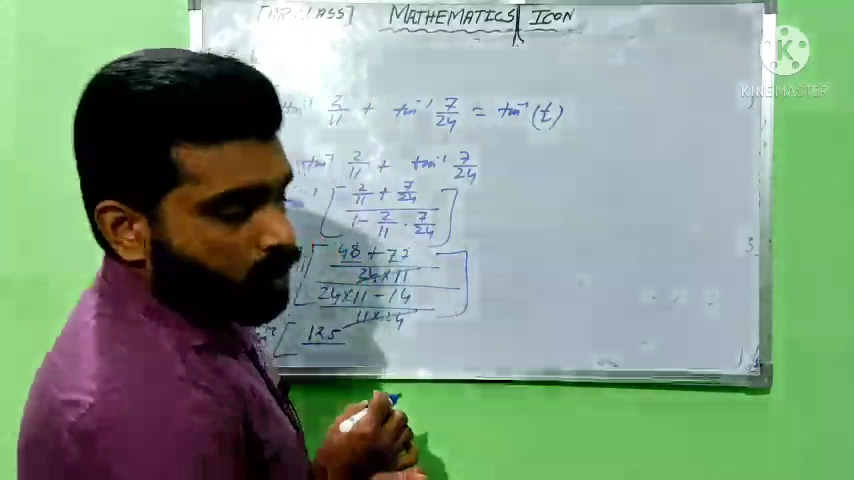 MATHEMATICS ICON
KINEMASTER
tan⁻¹ 2/11 + tan⁻¹ 7/24 = tan⁻¹ (t)
tan⁻¹ 2/11 + tan⁻¹ 7/24
[ 2/11 + 7/24
1 - 2/11 . 7/24 ]
[ 48 + 77
24×11
24×11 - 14
11×24 ]
[ 125